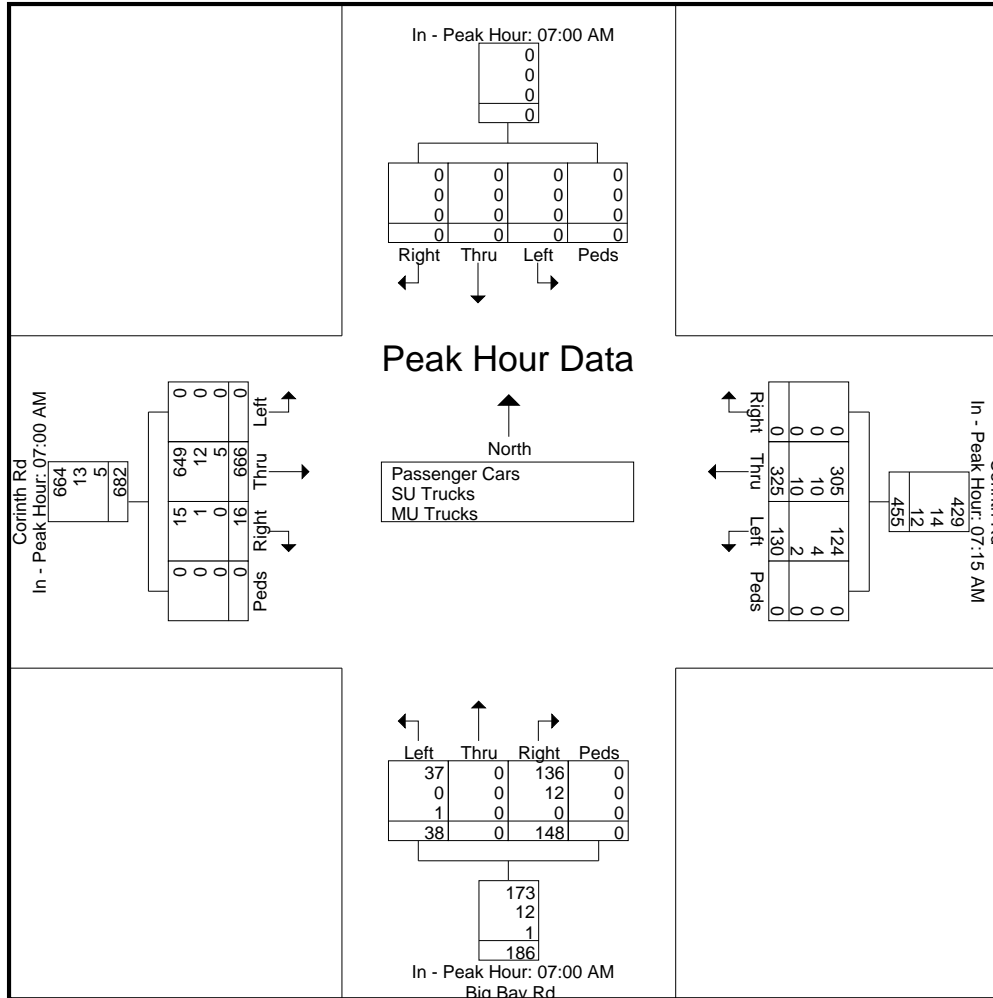 In - Peak Hour: 07:00 AM
0
0
0
0
0 0 0 0
0 0 0 0
0 0 0 0
0 0 0 0
Right Thru Left Peds
Peak Hour Data
North
Passenger Cars
SU Trucks
MU Trucks
Corinth Rd
In - Peak Hour: 07:00 AM
664
13
5
682
0 0 0 0
649 12 5 666
15 1 0 16
0 0 0 0
Left
Thru
Right
Peds
Right
Thru
Left
Peds
0 0 0 0
325 10 10 305
130 2 4 124
0 0 0 0
455
12
14
429
In - Peak Hour: 07:15 AM
Left Thru Right Peds
37 0 136 0
0 0 12 0
1 0 0 0
38 0 148 0
173
12
1
186
In - Peak Hour: 07:00 AM
Big Bay Rd